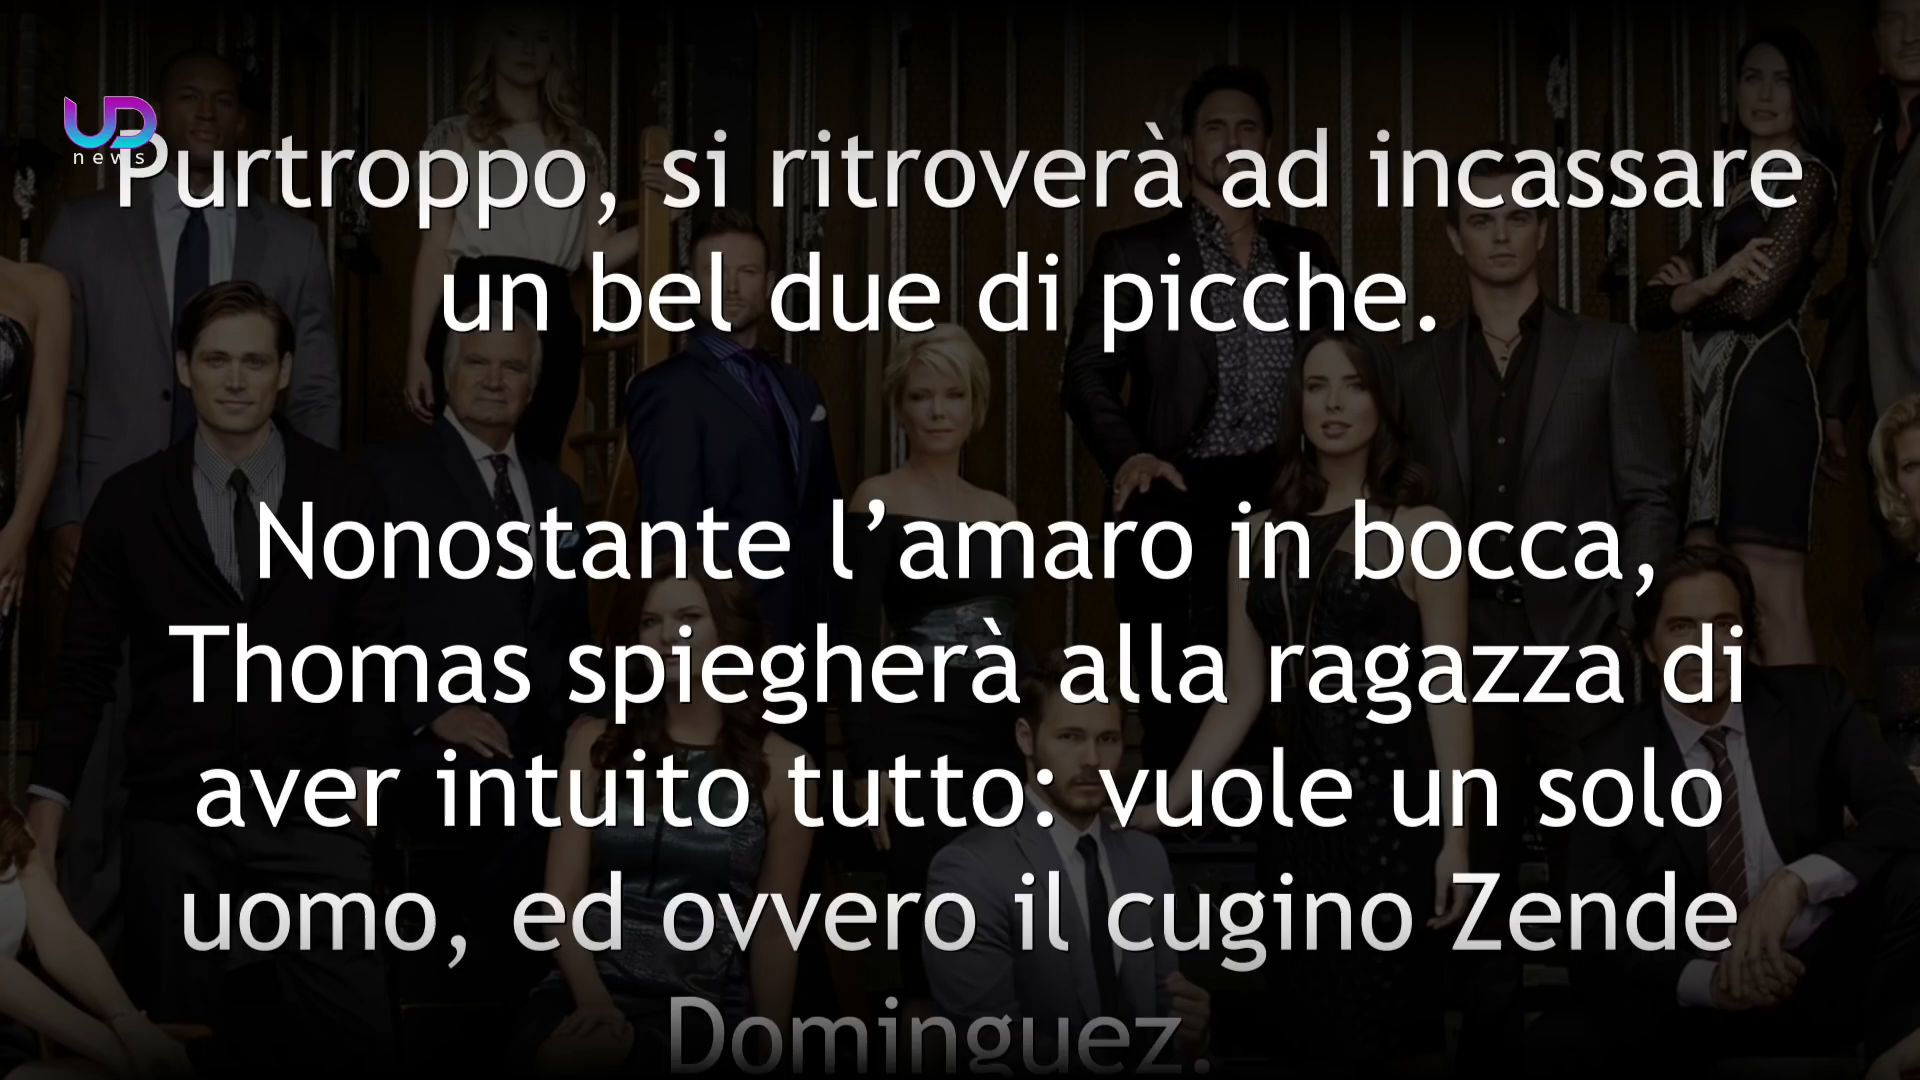 UD
news
Purtroppo, si ritroverà ad incassare
un bel due di picche.
Nonostante l’amaro in bocca,
Thomas spiegherà alla ragazza di
aver intuito tutto: vuole un solo
uomo, ed ovvero il cugino Zende
Dominguez.